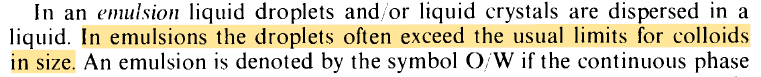 In an emulsion liquid droplets and/or liquid crystals are dispersed in a
liquid. In emulsions the droplets often exceed the usual limits for colloids
in size. An emulsion is denoted by the symbol O/W if the continuous phase